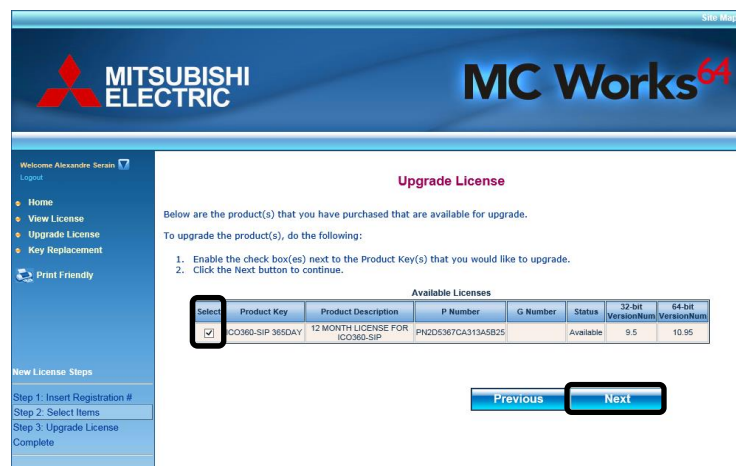 Site Map
MITSUBISHI
ELECTRIC
MC Works64
Welcome Alexandre Serain
Logout
Home
View License
Upgrade License
Key Replacement
Print Friendly
New License Steps
Step 1: Insert Registration #
Step 2: Select Items
Step 3: Upgrade License
Complete
Upgrade License
Below are the product(s) that you have purchased that are available for upgrade.
To upgrade the product(s), do the following:
1. Enable the check box(es) next to the Product Key(s) that you would like to upgrade.
2. Click the Next button to continue.
Available Licenses
Select Product Key Product Description P Number G Number Status 32-bit VersionNum 64-bit VersionNum
ICO360-SIP 365DAY 12 MONTH LICENSE FOR ICO360-SIP PN2D5367CA313A5B25 Available 9.5 10.95
Previous Next